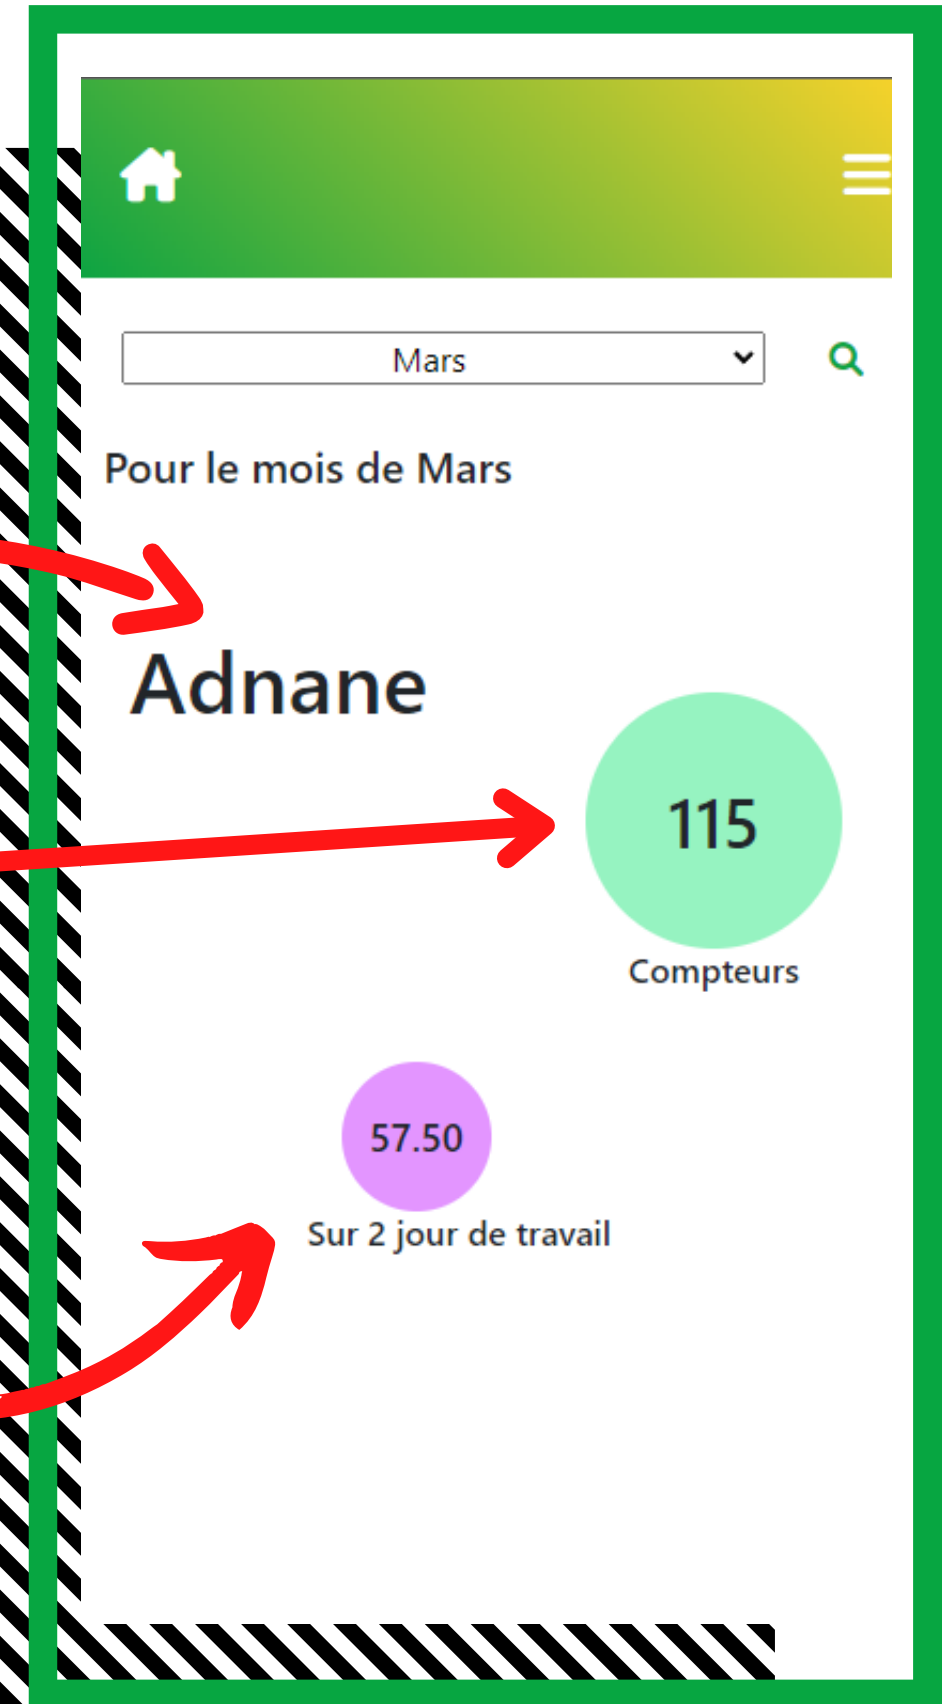 Mars
Pour le mois de Mars
Adnane
115
Compteurs
57.50
Sur 2 jour de travail